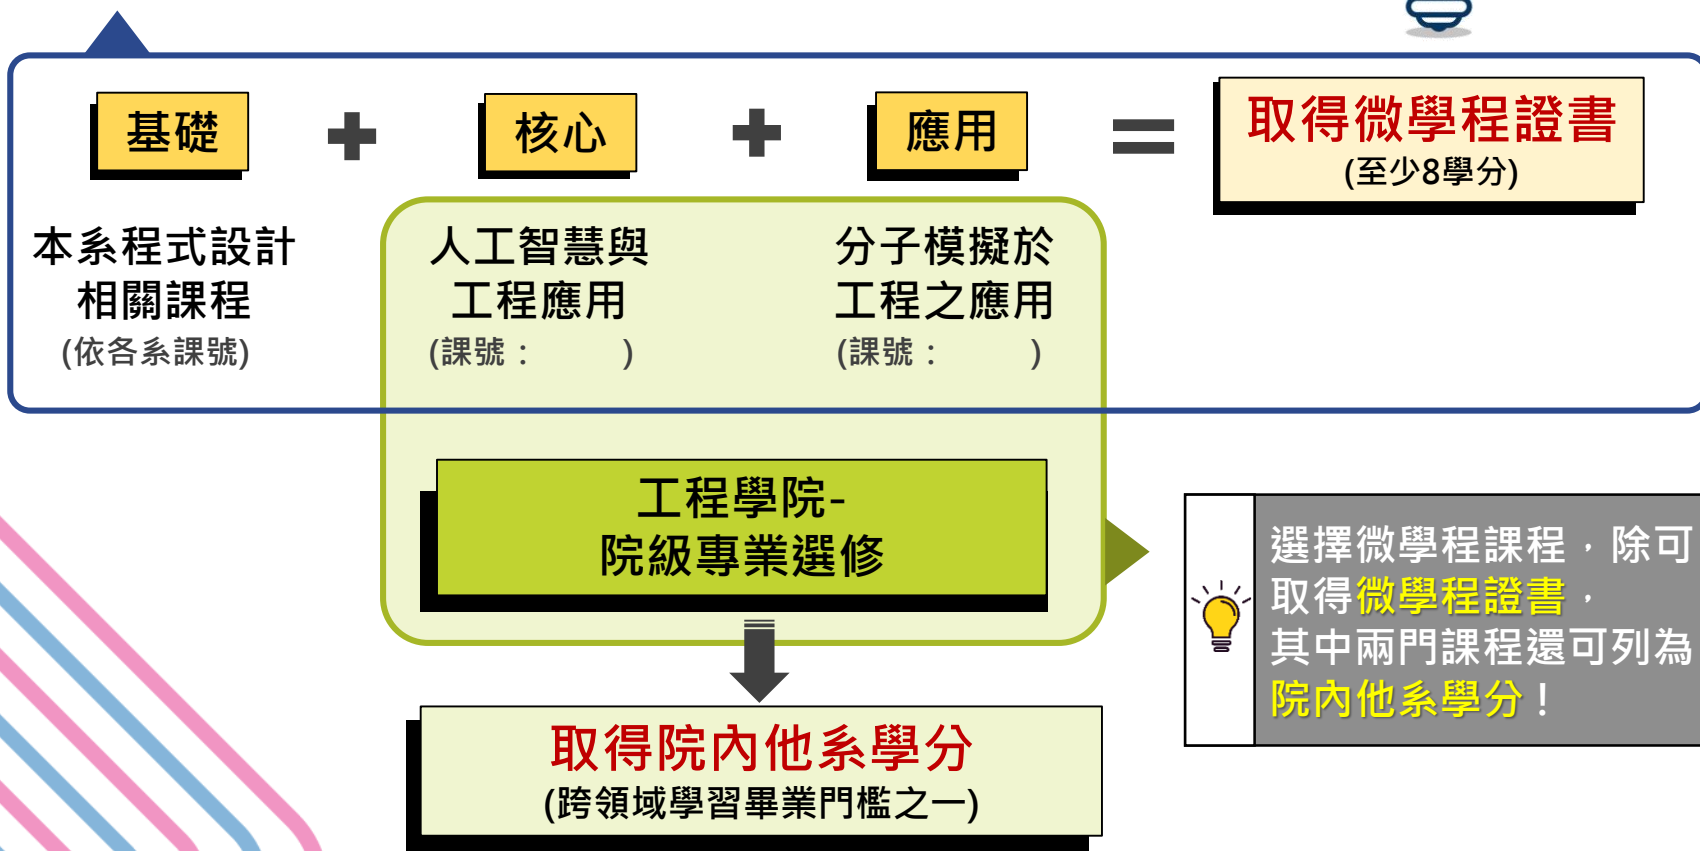 基礎
核心
應用
取得微學程證書
(至少8學分)
本系程式設計
相關課程
(依各系課號)
人工智慧與
工程應用
(課號： )
分子模擬於
工程之應用
(課號： )
工程學院-
院級專業選修
取得院內他系學分
(跨領域學習畢業門檻之一)
選擇微學程課程，除可
取得微學程證書，
其中兩門課程還可列為
院內他系學分！